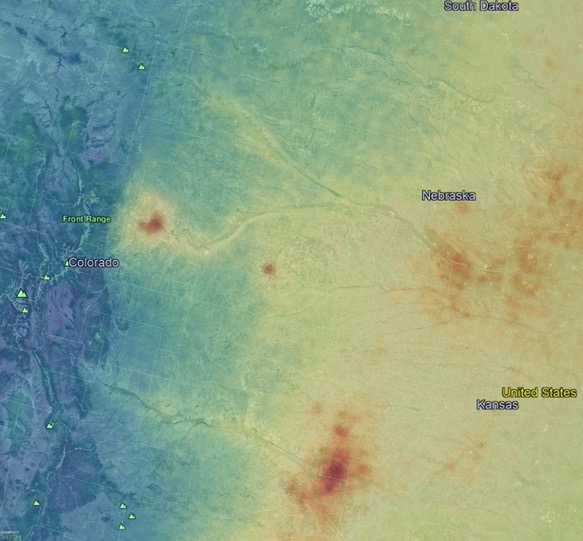 South Dakota
Nebraska
Front Range
Colorado
United States
Kansas